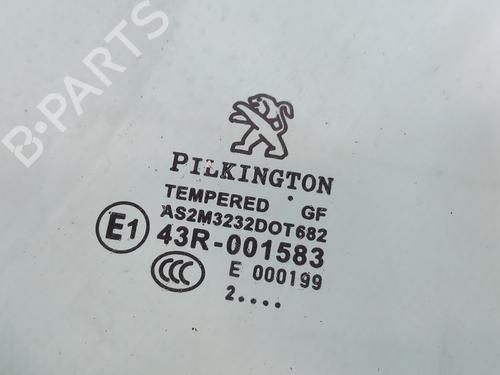 B-PARTS
PILKINGTON
TEMPERED GF
AS2M3232DOT682
E1 43R-001583
CCC E 000199
2....